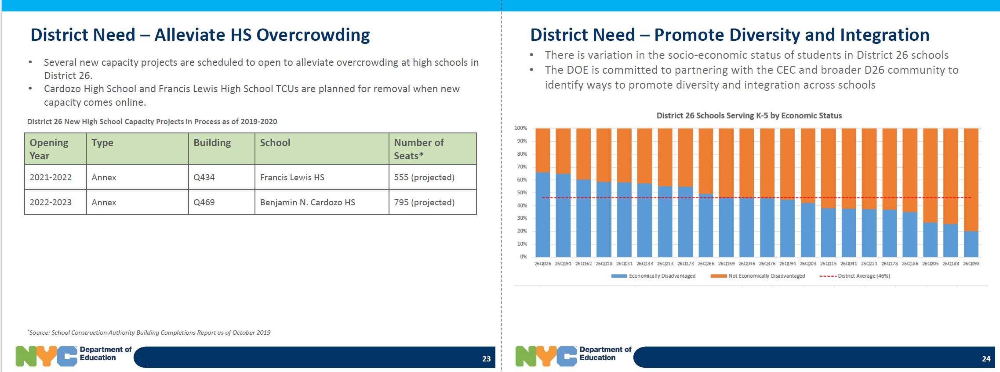 District Need – Alleviate HS Overcrowding
• Several new capacity projects are scheduled to open to alleviate overcrowding at high schools in
District 26.
• Cardozo High School and Francis Lewis High School TCUs are planned for removal when new
capacity comes online.
District 26 New High School Capacity Projects in Process as of 2019-2020
Opening Year Type Building School Number of Seats*
2021-2022 Annex Q434 Francis Lewis HS 555 (projected)
2022-2023 Annex Q469 Benjamin N. Cardozo HS 795 (projected)
*Source: School Construction Authority Building Completions Report as of October 2019
NYC Department of
Education
23
District Need – Promote Diversity and Integration
• There is variation in the socio-economic status of students in District 26 schools
• The DOE is committed to partnering with the CEC and broader D26 community to
identify ways to promote diversity and integration across schools
District 26 Schools Serving K-5 by Economic Status
100%
90%
80%
70%
60%
50%
40%
30%
20%
10%
0%
26Q026 26Q191 26Q162 26Q018 26Q031 26Q133 26Q213 26Q173 26Q266 26Q159 26Q046 26Q376 26Q094 26Q203 26Q115 26Q041 26Q221 26Q178 26Q186 26Q205 26Q188 26Q098
Economically Disadvantaged Not Economically Disadvantaged District Average (46%)
NYC Department of
Education
24